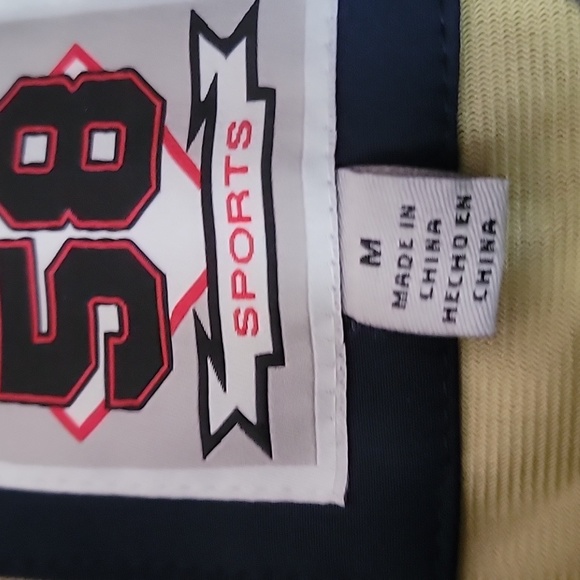 58
SPORTS
M
MADE IN
CHINA
HECHO EN
CHINA